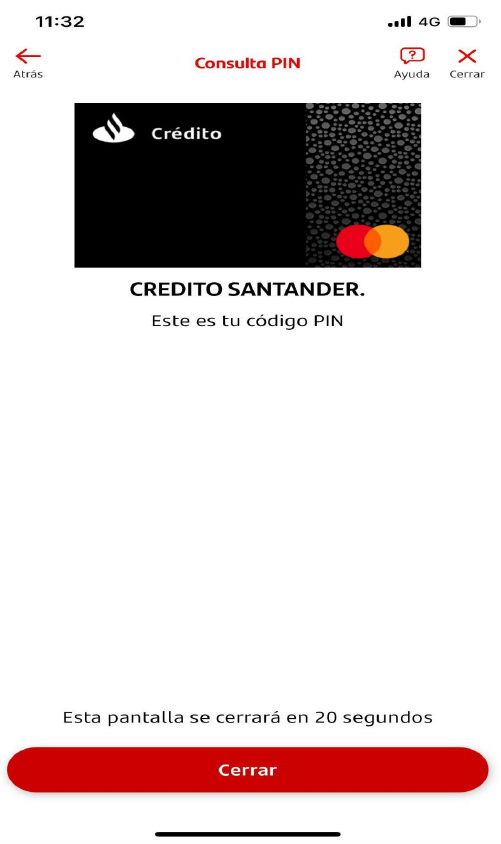 11:32
4G
Atrás
Consulta PIN
Ayuda
Cerrar
Crédito
CREDITO SANTANDER.
Este es tu código PIN
Esta pantalla se cerrará en 20 segundos
Cerrar